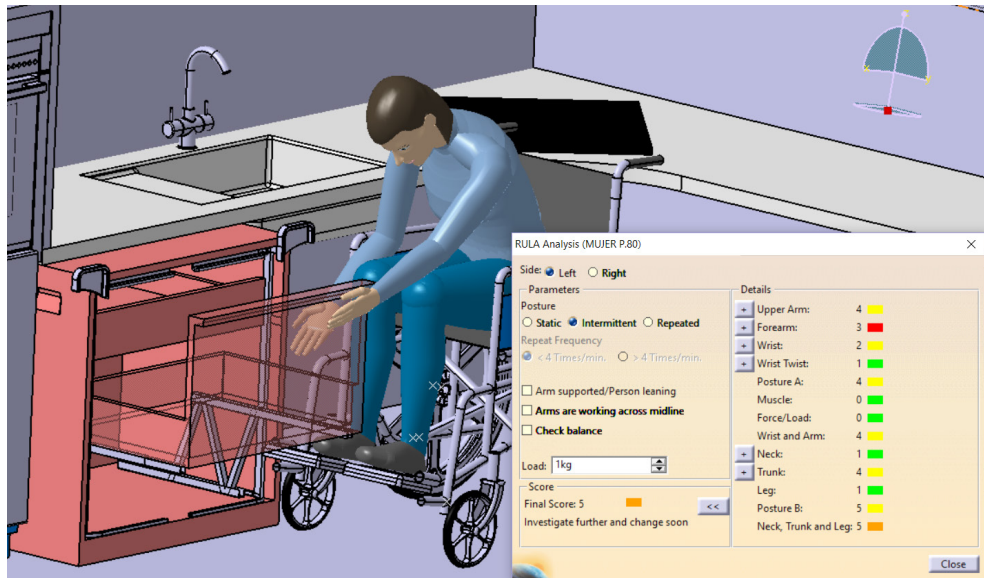 RULA Analysis (MUJER P.80)
Side: Left Right
Parameters
Posture
Static Intermittent Repeated
Repeat Frequency
< 4 Times/min. > 4 Times/min.
Arm supported/Person leaning
Arms are working across midline
Check balance
Load: 1kg
Score
Final Score: 5
<<
Investigate further and change soon
Details
+ Upper Arm: 4
+ Forearm: 3
+ Wrist: 2
+ Wrist Twist: 1
Posture A: 4
Muscle: 0
Force/Load: 0
Wrist and Arm: 4
+ Neck: 1
+ Trunk: 4
Leg: 1
Posture B: 5
Neck, Trunk and Leg: 5
Close